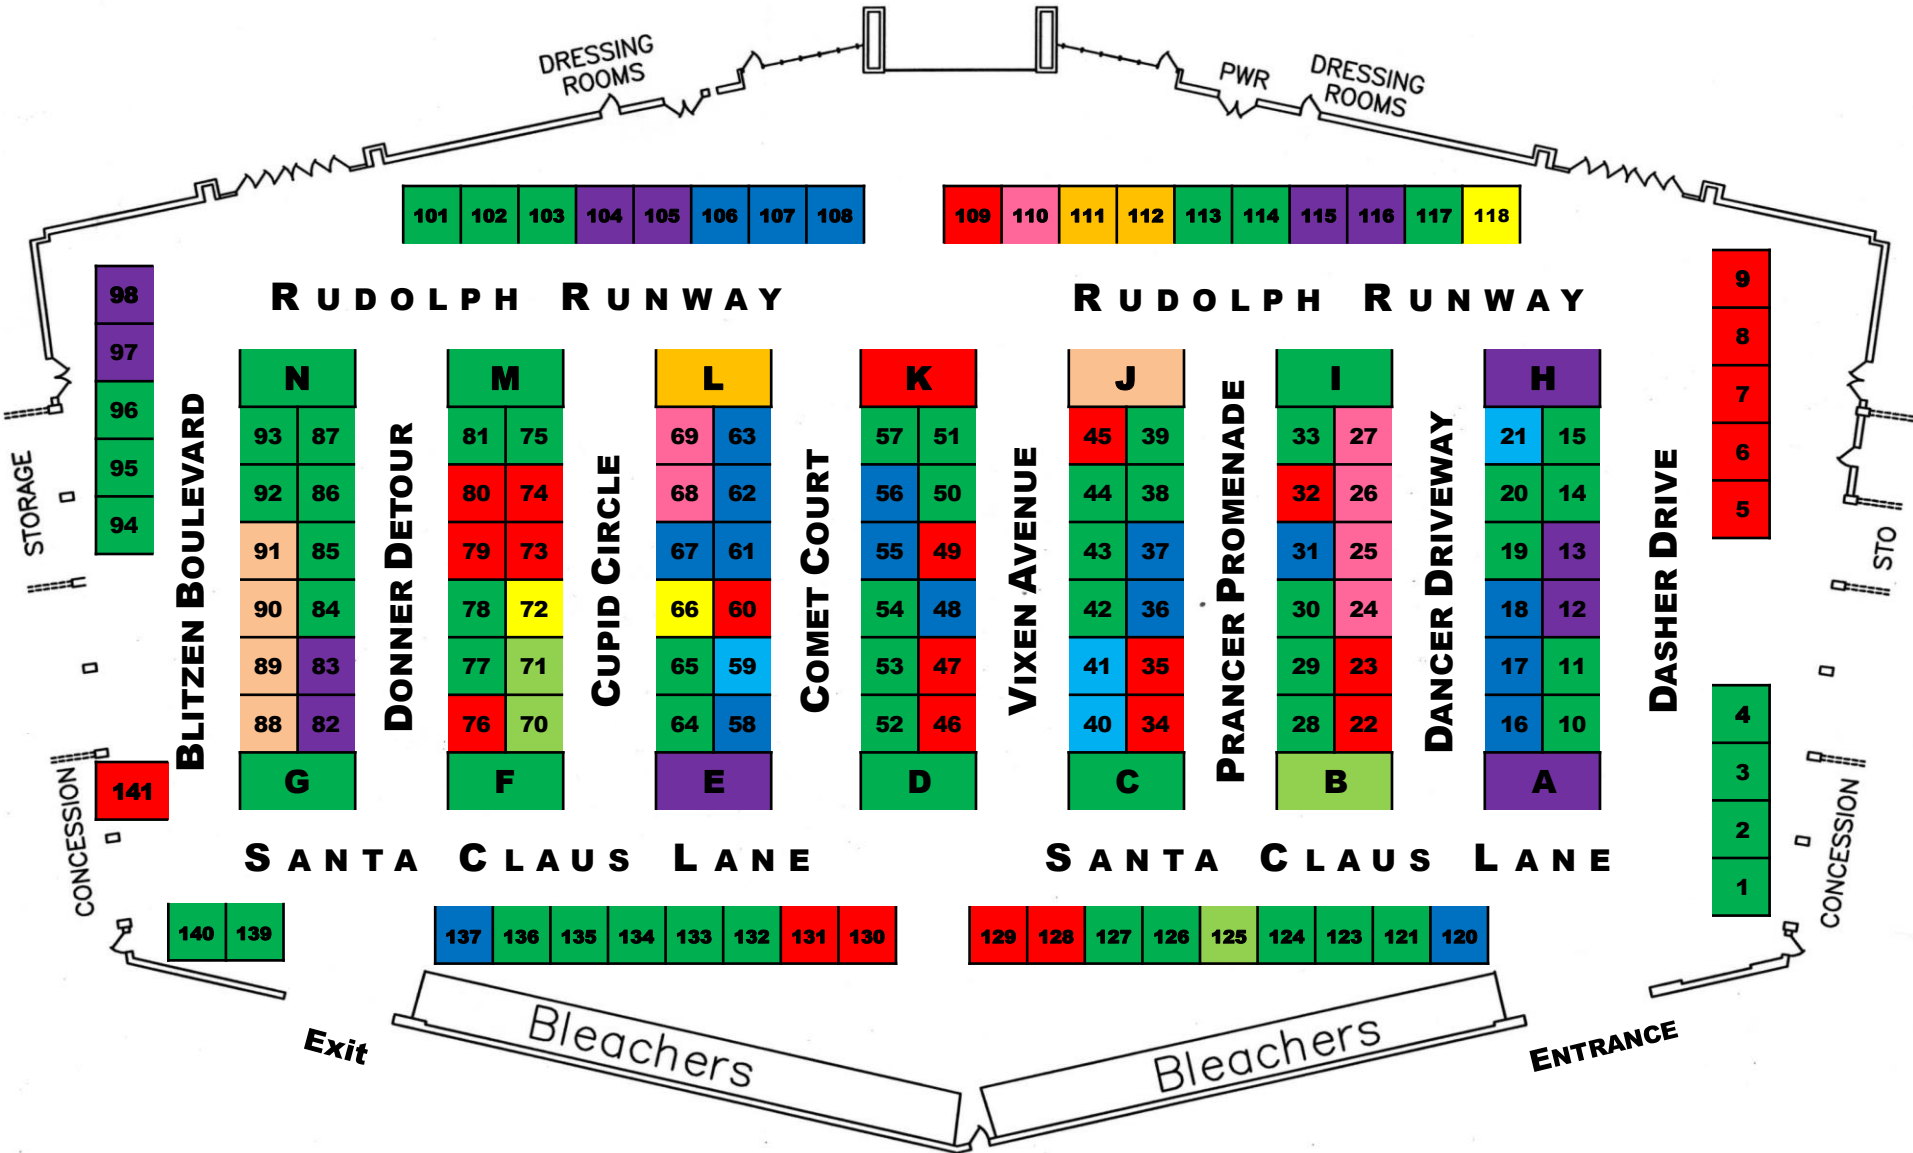 DRESSING
ROOMS
PWR
DRESSING
ROOMS
101 102 103 104 105 106 107 108
109 110 111 112 113 114 115 116 117 118
98
97
96
95
94
9
8
7
6
5
RUDOLPH RUNWAY
RUDOLPH RUNWAY
STORAGE
STO
BLITZEN BOULEVARD
DONNER DETOUR
CUPID CIRCLE
COMET COURT
VIXEN AVENUE
PRANCER PROMENADE
DANCER DRIVEWAY
DASHER DRIVE
N M L K J I H
93 87 81 75 69 63 57 51 45 39 33 27 21 15
92 86 80 74 68 62 56 50 44 38 32 26 20 14
91 85 79 73 67 61 55 49 43 37 31 25 19 13
90 84 78 72 66 60 54 48 42 36 30 24 18 12
89 83 77 71 65 59 53 47 41 35 29 23 17 11
88 82 76 70 64 58 52 46 40 34 28 22 16 10
G F E D C B A
4
3
2
1
141
CONCESSION
CONCESSION
SANTA CLAUS LANE
SANTA CLAUS LANE
140 139
137 136 135 134 133 132 131 130
129 128 127 126 125 124 123 121 120
Exit
Bleachers
Bleachers
ENTRANCE